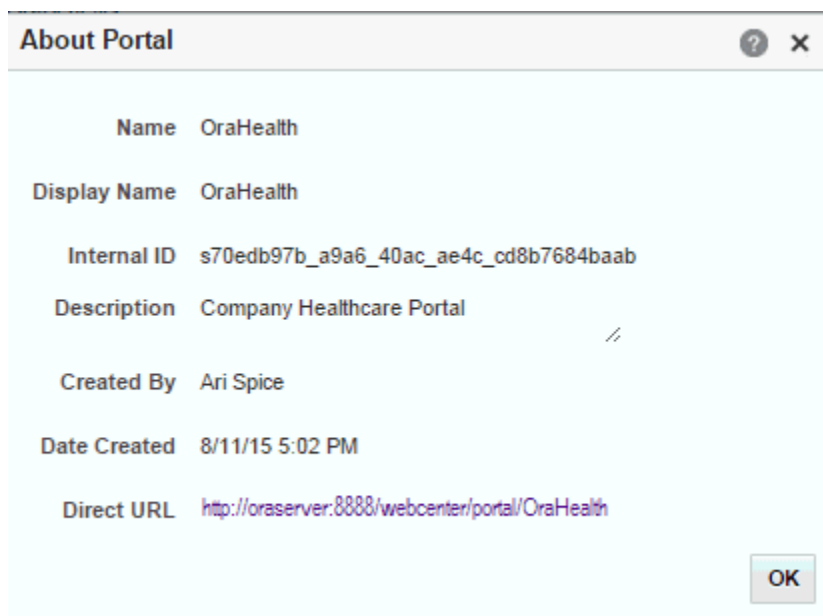 About Portal
Name OraHealth
Display Name OraHealth
Internal ID s70edb97b_a9a6_40ac_ae4c_cd8b7684baab
Description Company Healthcare Portal
Created By Ari Spice
Date Created 8/11/15 5:02 PM
Direct URL http://oraserver:8888/webcenter/portal/OraHealth
OK